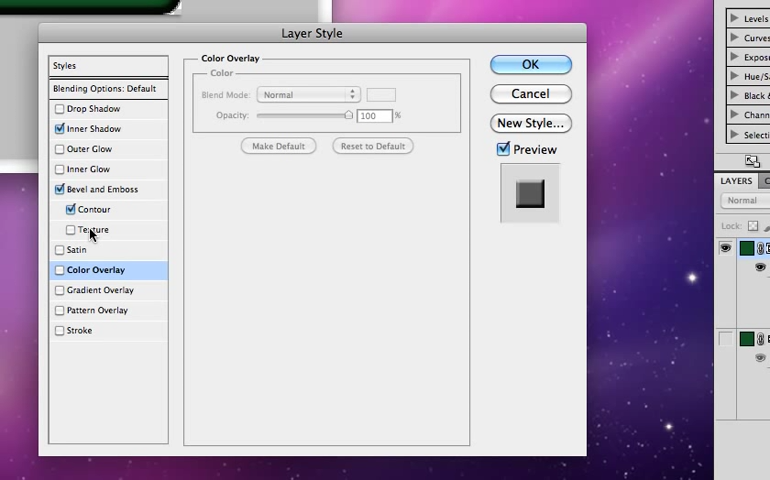 Layer Style
Styles
Blending Options: Default
Drop Shadow
Inner Shadow
Outer Glow
Inner Glow
Bevel and Emboss
Contour
Texture
Satin
Color Overlay
Gradient Overlay
Pattern Overlay
Stroke
Color Overlay
Color
Blend Mode: Normal
Opacity: 100 %
Make Default Reset to Default
OK
Cancel
New Style...
Preview
Levels
Curves
Expos
Hue/Sa
Black &
Chann
Selecti
LAYERS
Normal
Lock: